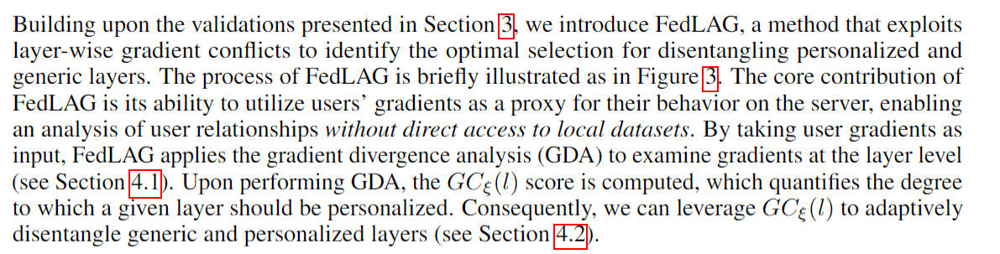 Building upon the validations presented in Section 3, we introduce FedLAG, a method that exploits
layer-wise gradient conflicts to identify the optimal selection for disentangling personalized and
generic layers. The process of FedLAG is briefly illustrated as in Figure 3. The core contribution of
FedLAG is its ability to utilize users’ gradients as a proxy for their behavior on the server, enabling
an analysis of user relationships without direct access to local datasets. By taking user gradients as
input, FedLAG applies the gradient divergence analysis (GDA) to examine gradients at the layer level
(see Section 4.1). Upon performing GDA, the GCξ(l) score is computed, which quantifies the degree
to which a given layer should be personalized. Consequently, we can leverage GCξ(l) to adaptively
disentangle generic and personalized layers (see Section 4.2).